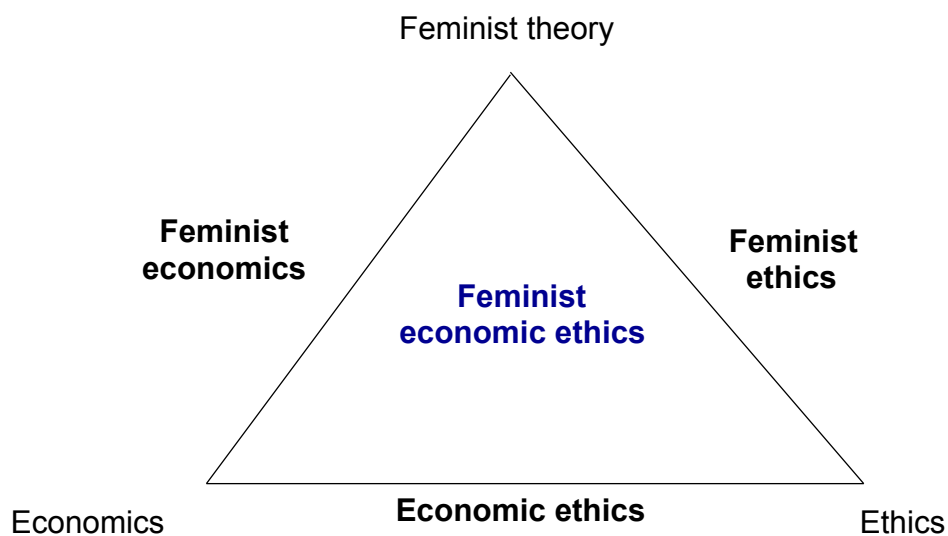 Feminist theory
Feminist
economics
Feminist
ethics
Feminist
economic ethics
Economics
Economic ethics
Ethics